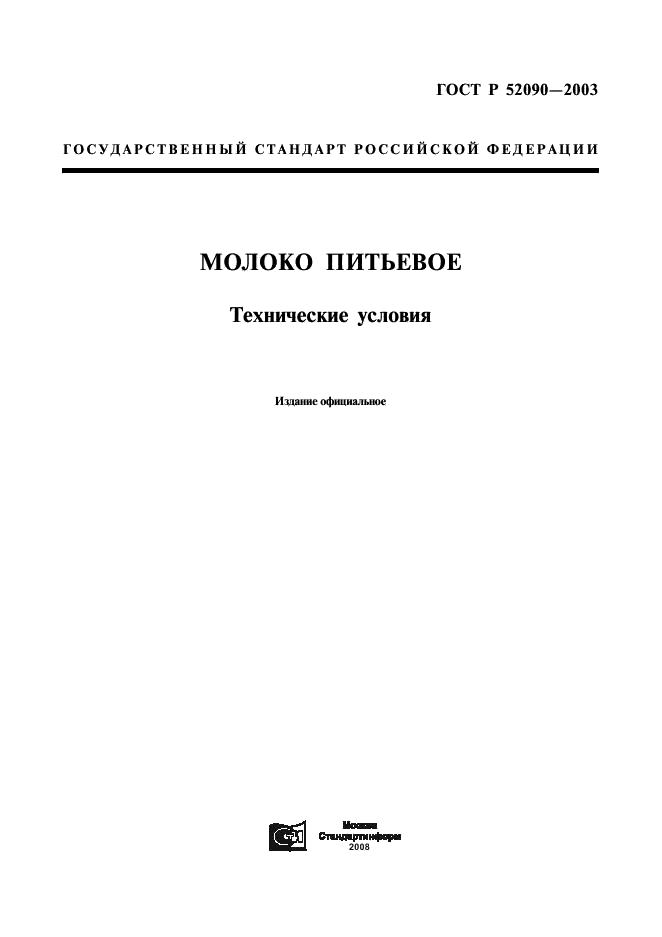 ГОСТ Р 52090—2003
ГОСУДАРСТВЕННЫЙ СТАНДАРТ РОССИЙСКОЙ ФЕДЕРАЦИИ
МОЛОКО ПИТЬЕВОЕ
Технические условия
Издание официальное
Москва
Стандартинформ
2008